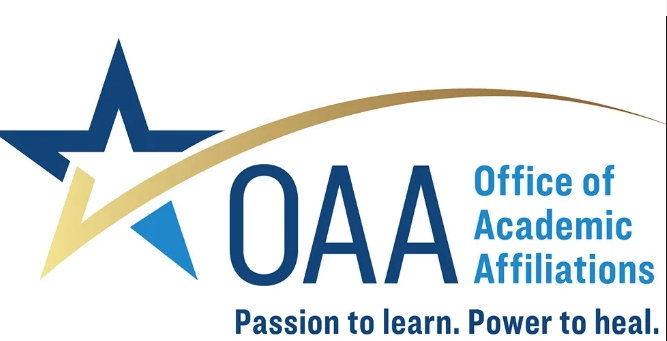 OAA
Office of
Academic
Affiliations
Passion to learn. Power to heal.